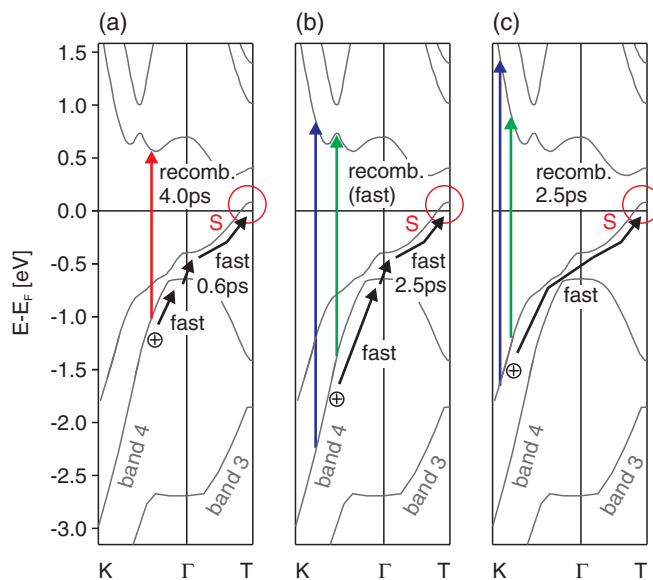 (a)
(b)
(c)
E-E_F [eV]
1.5
1.0
0.5
0.0
-0.5
-1.0
-1.5
-2.0
-2.5
-3.0
recomb.
4.0ps
S
fast
0.6ps
fast
⊕
band 4
band 3
K
Γ
T
recomb.
(fast)
S
fast
2.5ps
fast
⊕
band 4
band 3
K
Γ
T
recomb.
2.5ps
S
fast
⊕
band 4
band 3
K
Γ
T